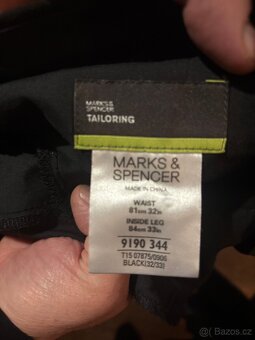 MARKS &
SPENCER
TAILORING
MARKS &
SPENCER
MADE IN CHINA
WAIST
81cm 32in
INSIDE LEG
84cm 33in
9190 344
T15 07875/0906
BLACK(32/33)
Sbazar.cz